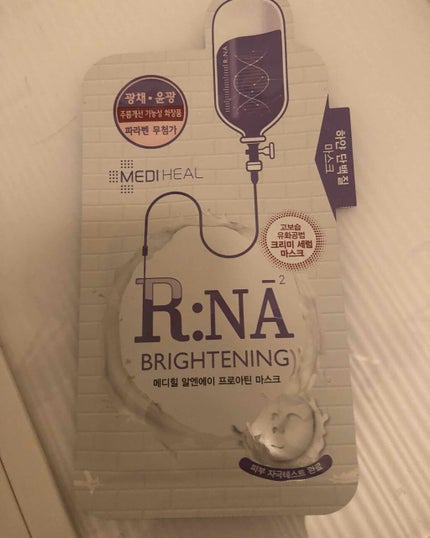 R:NA
광채•윤광
주름개선 기능성 화장품
파라벤 무첨가
하얀 단백질
마스크
MEDIHEAL
고보습
유화공법
크리미 세럼
마스크
R:NĀ²
BRIGHTENING
메디힐 알엔에이 프로아틴 마스크
피부 자극테스트 완료